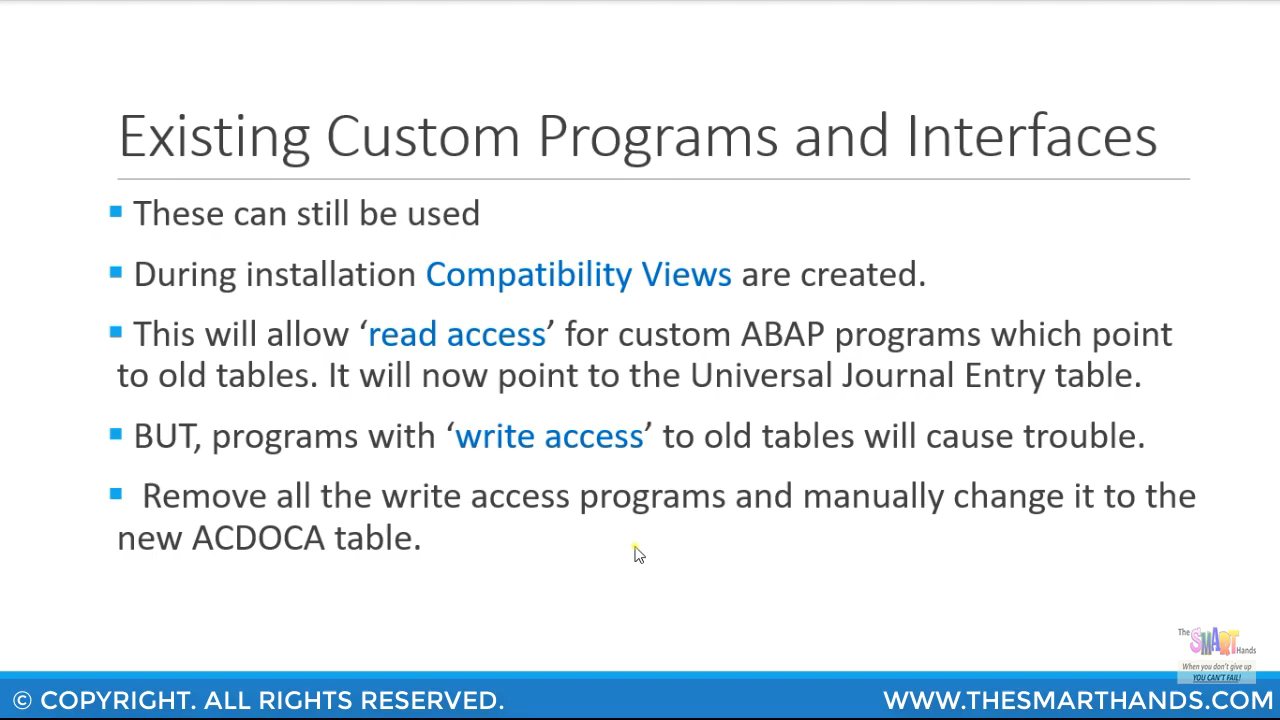 Existing Custom Programs and Interfaces
These can still be used
During installation Compatibility Views are created.
This will allow ‘read access’ for custom ABAP programs which point
to old tables. It will now point to the Universal Journal Entry table.
BUT, programs with ‘write access’ to old tables will cause trouble.
Remove all the write access programs and manually change it to the
new ACDOCA table.
The SMART Hands
When you don't give up
YOU CAN'T FAIL!
© COPYRIGHT. ALL RIGHTS RESERVED.
WWW.THESMARTHANDS.COM